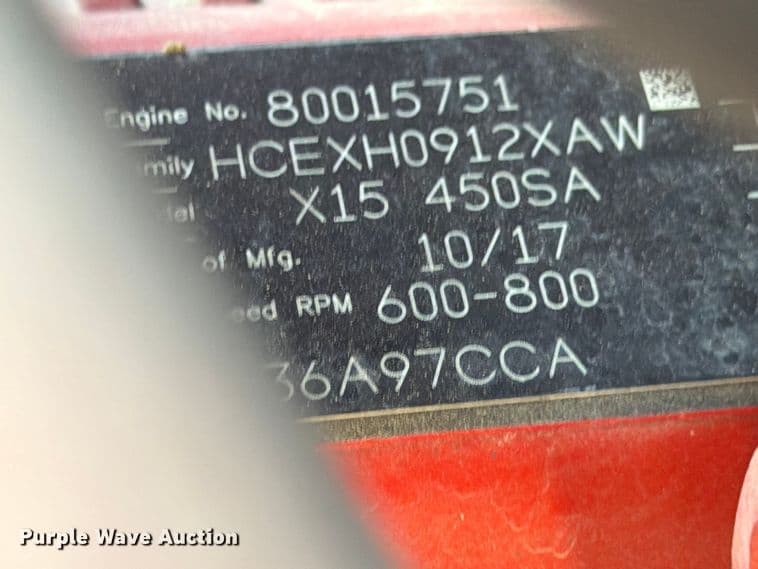 Engine No. 80015751
mily HCEXH0912XAW
el X15 450SA
of Mfg. 10/17
eed RPM 600-800
36A97CCA
Purple Wave Auction